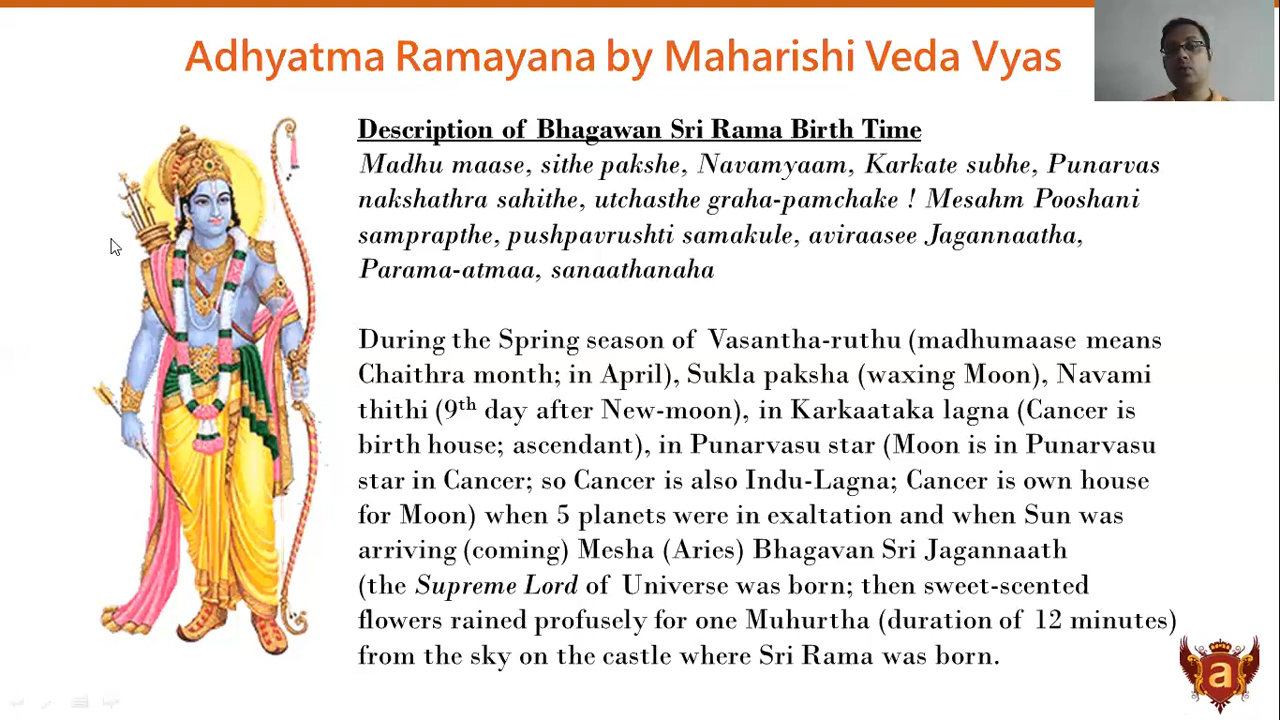 Adhyatma Ramayana by Maharishi Veda Vyas
Description of Bhagawan Sri Rama Birth Time
Madhu maase, sithe pakshe, Navamyaam, Karkate subhe, Punarvas
nakshathra sahithe, utchasthe graha-pamchake ! Mesahm Pooshani
samprapthe, pushpavrushti samakule, aviraasee Jagannaatha,
Parama-atmaa, sanaathanaha
During the Spring season of Vasantha-ruthu (madhumaase means
Chaithra month; in April), Sukla paksha (waxing Moon), Navami
thithi (9th day after New-moon), in Karkaataka lagna (Cancer is
birth house; ascendant), in Punarvasu star (Moon is in Punarvasu
star in Cancer; so Cancer is also Indu-Lagna; Cancer is own house
for Moon) when 5 planets were in exaltation and when Sun was
arriving (coming) Mesha (Aries) Bhagavan Sri Jagannaath
(the Supreme Lord of Universe was born; then sweet-scented
flowers rained profusely for one Muhurtha (duration of 12 minutes)
from the sky on the castle where Sri Rama was born.
a